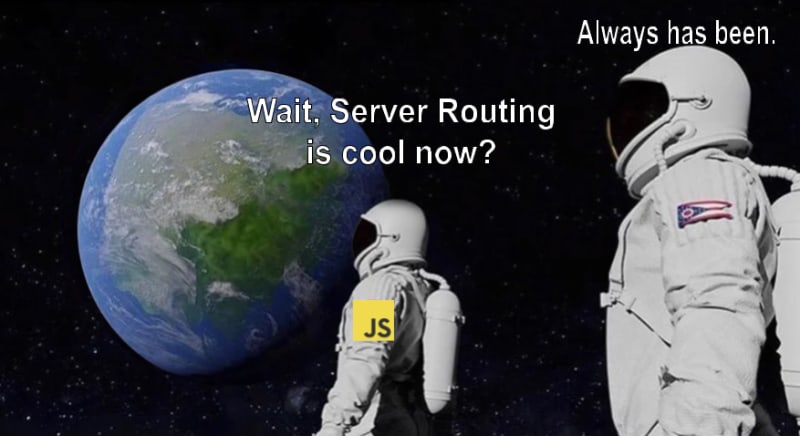 Always has been.
Wait, Server Routing
is cool now?
JS